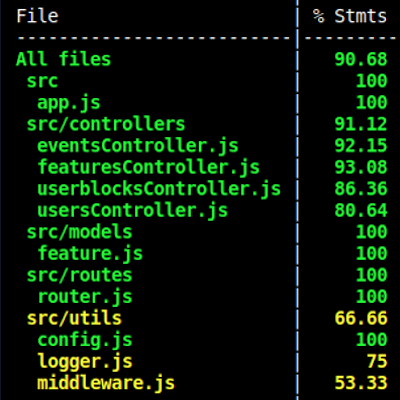 File | % Stmts
--------------------------|---------
All files | 90.68
src | 100
app.js | 100
src/controllers | 91.12
eventsController.js | 92.15
featuresController.js | 93.08
userblocksController.js | 86.36
usersController.js | 80.64
src/models | 100
feature.js | 100
src/routes | 100
router.js | 100
src/utils | 66.66
config.js | 100
logger.js | 75
middleware.js | 53.33